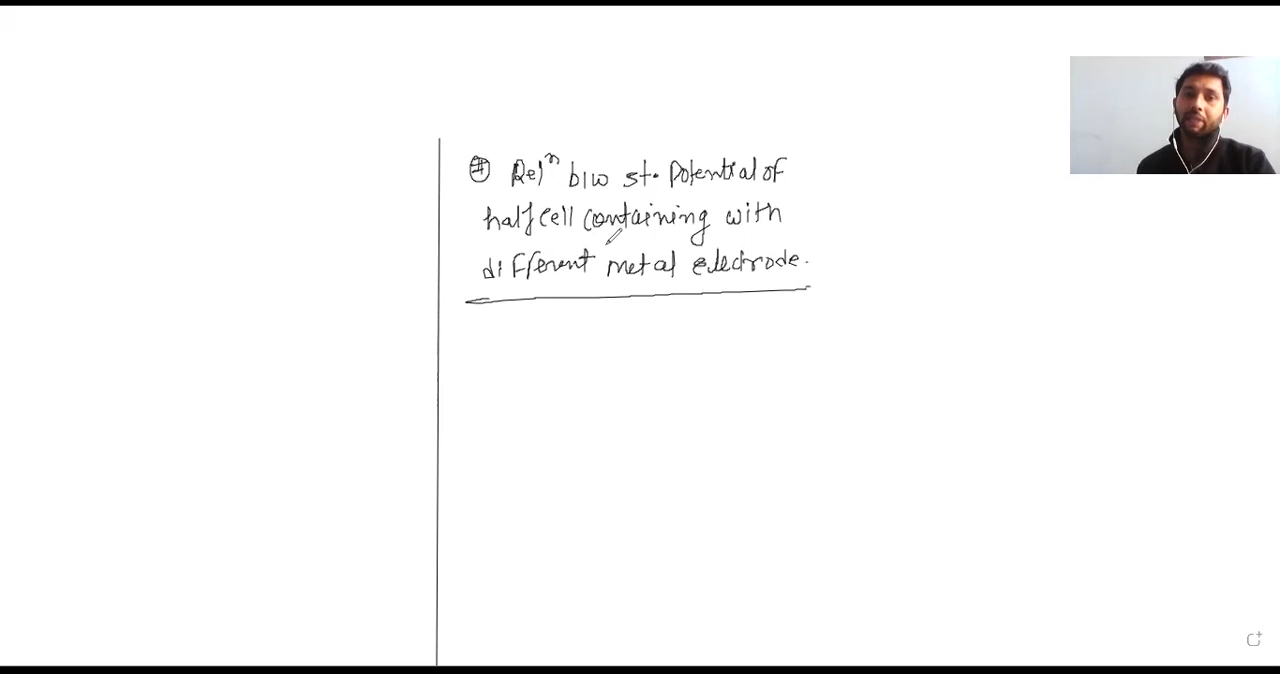 # Relⁿ b/w st. Potential of
half cell containing with
different metal electrode.